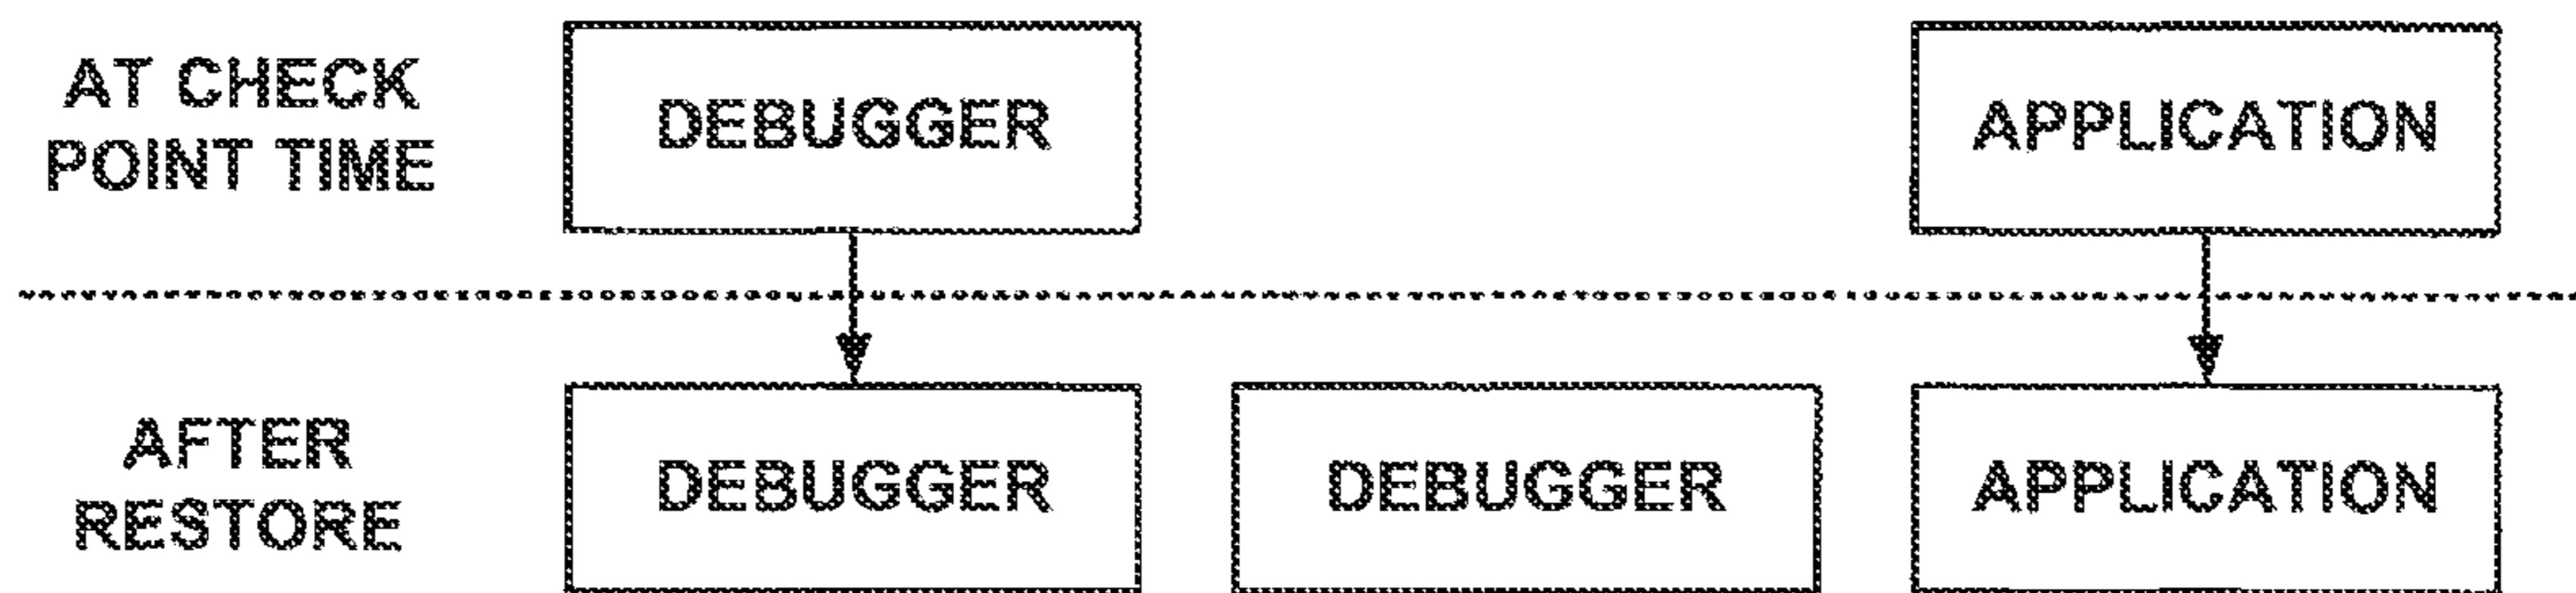 AT CHECK
POINT TIME
DEBUGGER
APPLICATION
AFTER
RESTORE
DEBUGGER
DEBUGGER
APPLICATION